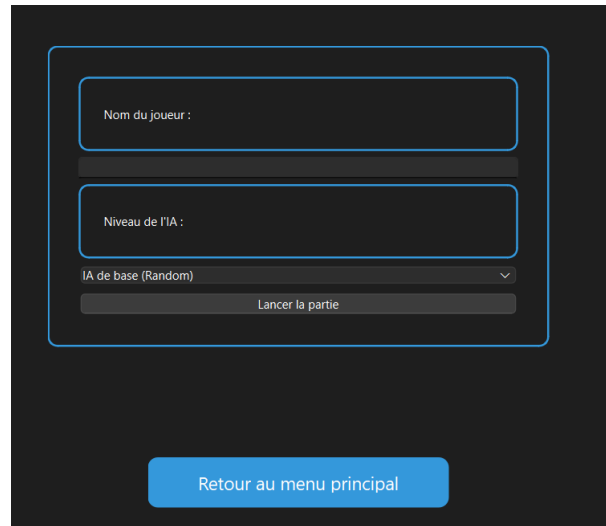 Nom du joueur :
Niveau de l'IA :
IA de base (Random)
Lancer la partie
Retour au menu principal